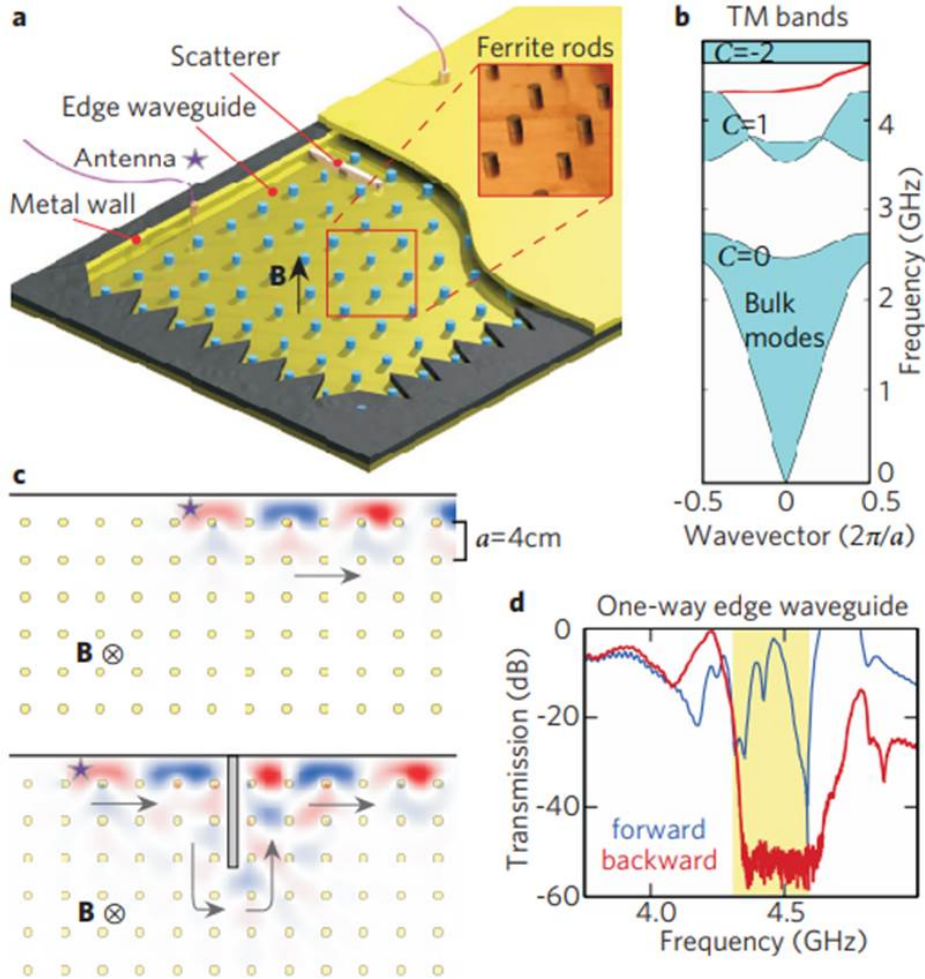 a
Scatterer
Edge waveguide
Antenna
Metal wall
Ferrite rods
B
b
TM bands
C=-2
C=1
C=0
Bulk
modes
4
3
2
1
0
Frequency (GHz)
-0.5
0
0.5
Wavevector (2π/a)
c
a=4cm
B
B
d
One-way edge waveguide
0
-20
-40
-60
Transmission (dB)
forward
backward
4.0
4.5
Frequency (GHz)